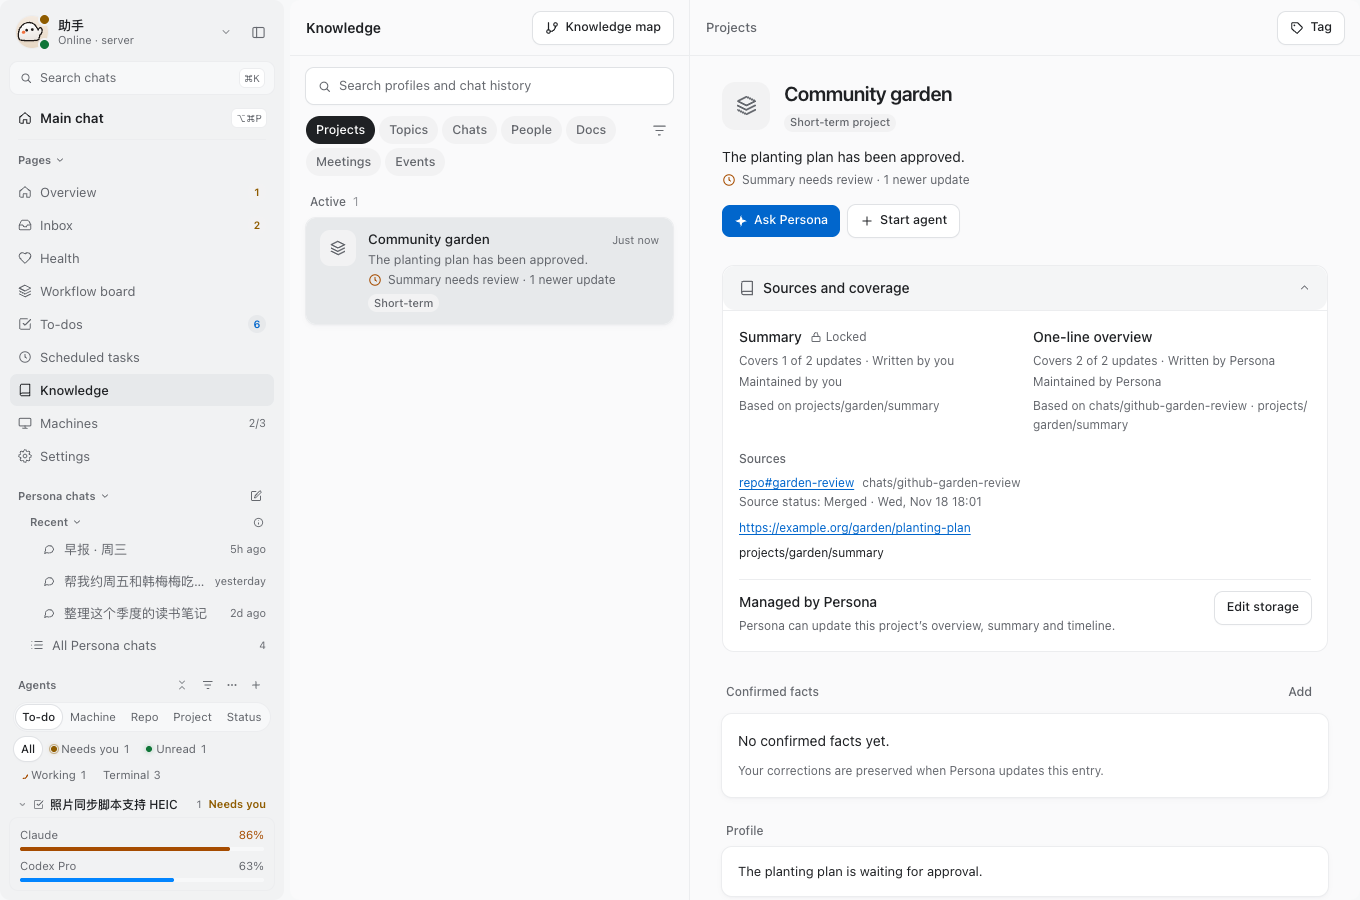 助手
Online · server
Search chats
⌘K
Main chat
⌥⌘P
Pages
Overview
1
Inbox
2
Health
Workflow board
To-dos
6
Scheduled tasks
Knowledge
Machines
2/3
Settings
Persona chats
Recent
早报 · 周三
5h ago
帮我约周五和韩梅梅吃...
yesterday
整理这个季度的读书笔记
2d ago
All Persona chats
4
Agents
To-do
Machine
Repo
Project
Status
All
Needs you 1
Unread 1
Working 1
Terminal 3
照片同步脚本支持 HEIC
1 Needs you
Claude
86%
Codex Pro
63%
Knowledge
Knowledge map
Search profiles and chat history
Projects
Topics
Chats
People
Docs
Meetings
Events
Active 1
Community garden
Just now
The planting plan has been approved.
Summary needs review · 1 newer update
Short-term
Projects
Tag
Community garden
Short-term project
The planting plan has been approved.
Summary needs review · 1 newer update
Ask Persona
Start agent
Sources and coverage
Summary
Locked
Covers 1 of 2 updates · Written by you
Maintained by you
Based on projects/garden/summary
One-line overview
Covers 2 of 2 updates · Written by Persona
Maintained by Persona
Based on chats/github-garden-review · projects/
garden/summary
Sources
repo#garden-review chats/github-garden-review
Source status: Merged · Wed, Nov 18 18:01
https://example.org/garden/planting-plan
projects/garden/summary
Managed by Persona
Persona can update this project's overview, summary and timeline.
Edit storage
Confirmed facts
Add
No confirmed facts yet.
Your corrections are preserved when Persona updates this entry.
Profile
The planting plan is waiting for approval.